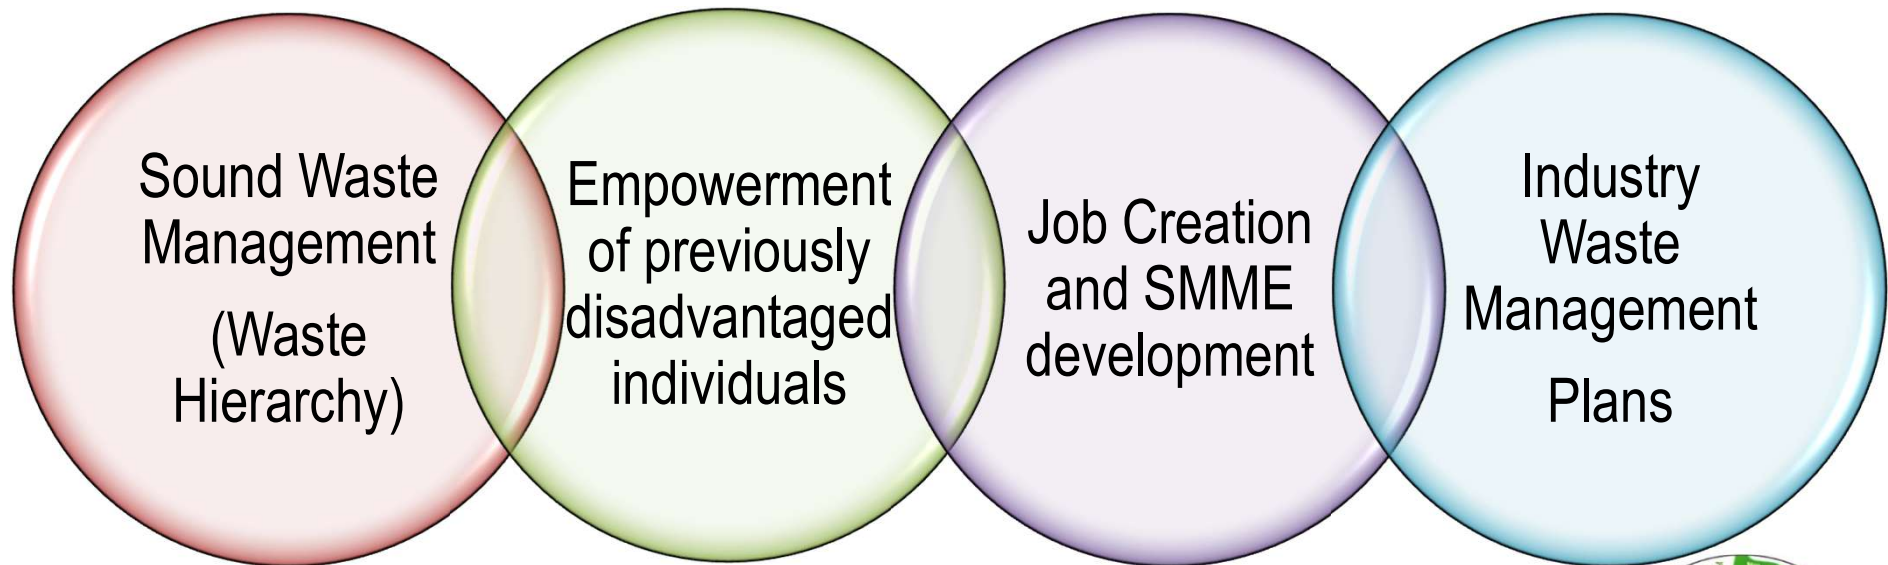 Sound Waste
Management
(Waste
Hierarchy)
Empowerment
of previously
disadvantaged
individuals
Job Creation
and SMME
development
Industry
Waste
Management
Plans